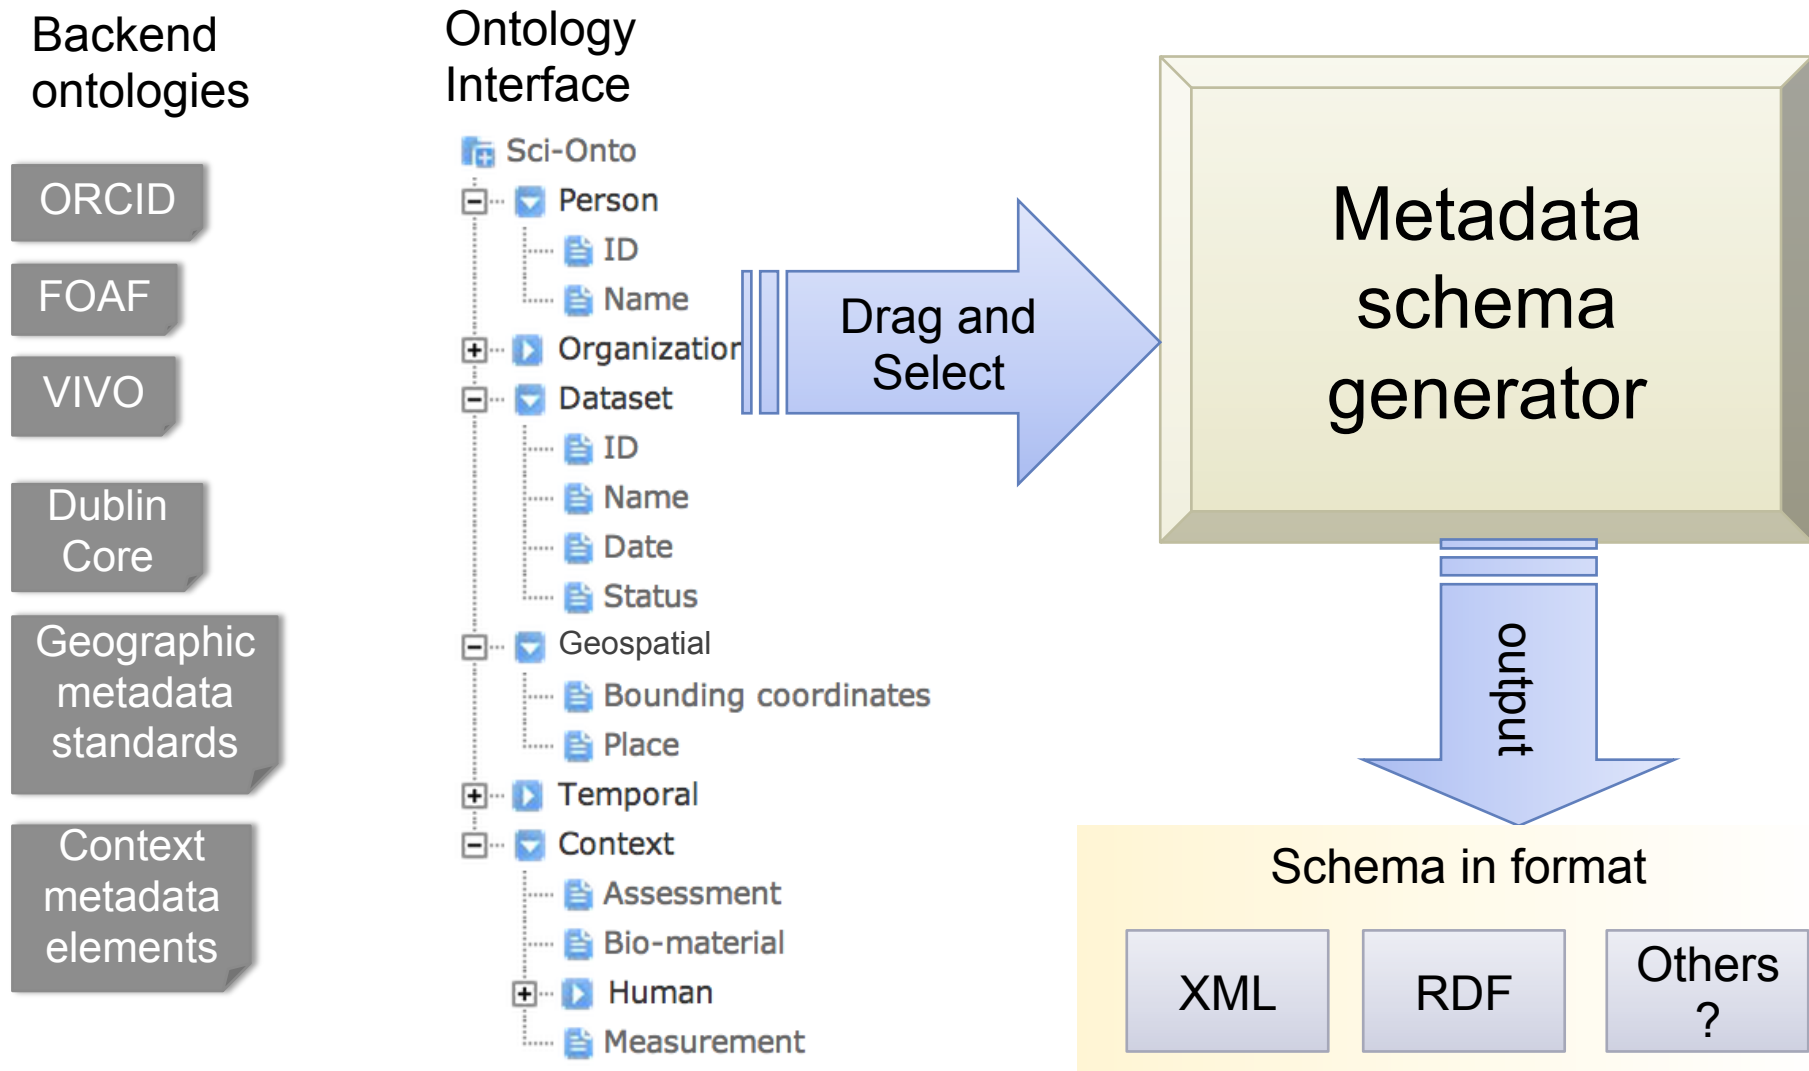 Backend
ontologies
ORCID
FOAF
VIVO
Dublin
Core
Geographic
metadata
standards
Context
metadata
elements
Ontology
Interface
Sci-Onto
Person
ID
Name
Organization
Dataset
ID
Name
Date
Status
Geospatial
Bounding coordinates
Place
Temporal
Context
Assessment
Bio-material
Human
Measurement
Drag and
Select
Metadata
schema
generator
output
Schema in format
XML
RDF
Others
?